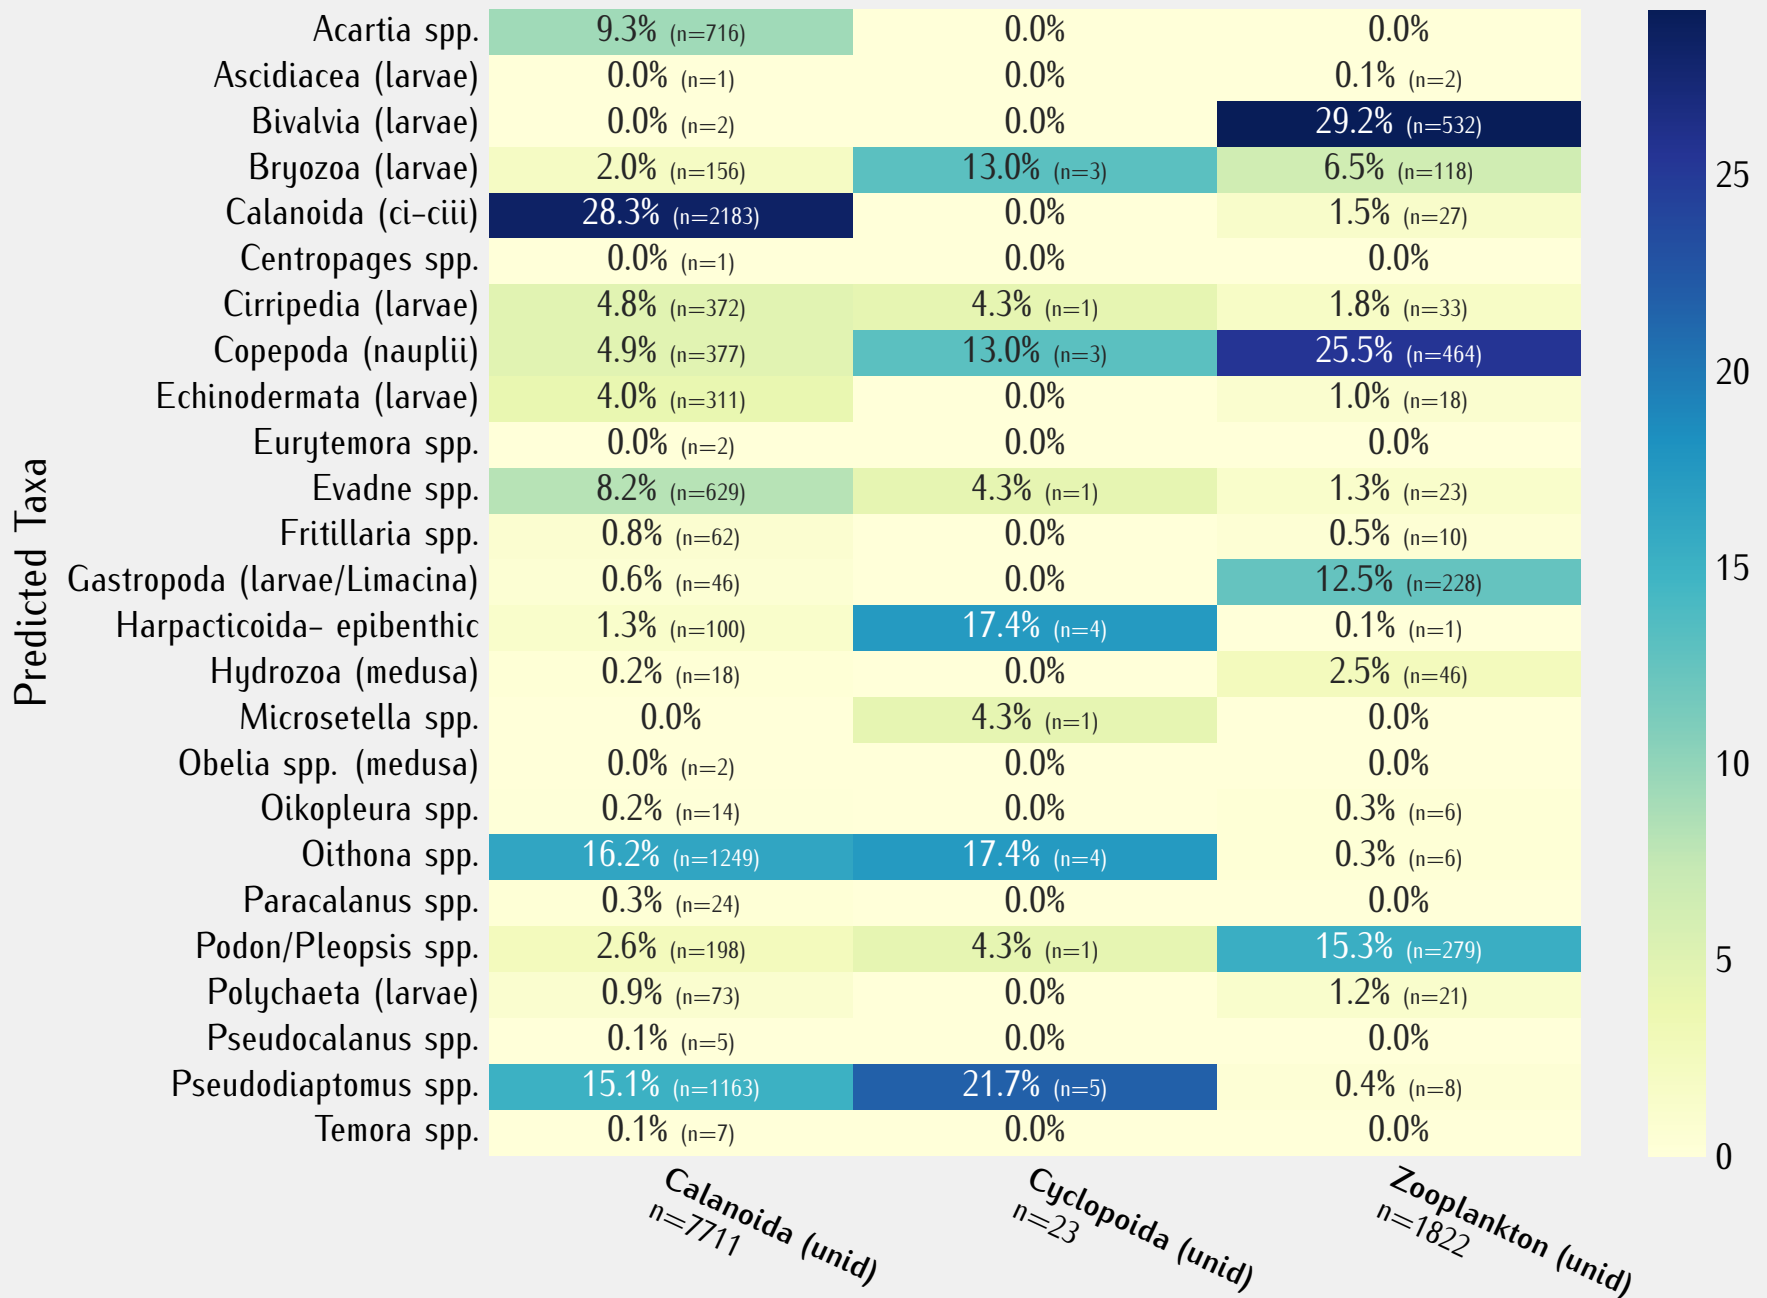 Acartia spp. 9.3% (n=716) 0.0% 0.0%
Ascidiacea (larvae) 0.0% (n=1) 0.0% 0.1% (n=2)
Bivalvia (larvae) 0.0% (n=2) 0.0% 29.2% (n=532)
Bryozoa (larvae) 2.0% (n=156) 13.0% (n=3) 6.5% (n=118)
Calanoida (ci-ciii) 28.3% (n=2183) 0.0% 1.5% (n=27)
Centropages spp. 0.0% (n=1) 0.0% 0.0%
Cirripedia (larvae) 4.8% (n=372) 4.3% (n=1) 1.8% (n=33)
Copepoda (nauplii) 4.9% (n=377) 13.0% (n=3) 25.5% (n=464)
Echinodermata (larvae) 4.0% (n=311) 0.0% 1.0% (n=18)
Eurytemora spp. 0.0% (n=2) 0.0% 0.0%
Evadne spp. 8.2% (n=629) 4.3% (n=1) 1.3% (n=23)
Fritillaria spp. 0.8% (n=62) 0.0% 0.5% (n=10)
Gastropoda (larvae/Limacina) 0.6% (n=46) 0.0% 12.5% (n=228)
Harpacticoida- epibenthic 1.3% (n=100) 17.4% (n=4) 0.1% (n=1)
Hydrozoa (medusa) 0.2% (n=18) 0.0% 2.5% (n=46)
Microsetella spp. 0.0% 4.3% (n=1) 0.0%
Obelia spp. (medusa) 0.0% (n=2) 0.0% 0.0%
Oikopleura spp. 0.2% (n=14) 0.0% 0.3% (n=6)
Oithona spp. 16.2% (n=1249) 17.4% (n=4) 0.3% (n=6)
Paracalanus spp. 0.3% (n=24) 0.0% 0.0%
Podon/Pleopsis spp. 2.6% (n=198) 4.3% (n=1) 15.3% (n=279)
Polychaeta (larvae) 0.9% (n=73) 0.0% 1.2% (n=21)
Pseudocalanus spp. 0.1% (n=5) 0.0% 0.0%
Pseudodiaptomus spp. 15.1% (n=1163) 21.7% (n=5) 0.4% (n=8)
Temora spp. 0.1% (n=7) 0.0% 0.0%
Predicted Taxa
Calanoida (unid)
n=7711
Cyclopoida (unid)
n=23
Zooplankton (unid)
n=1822
25
20
15
10
5
0